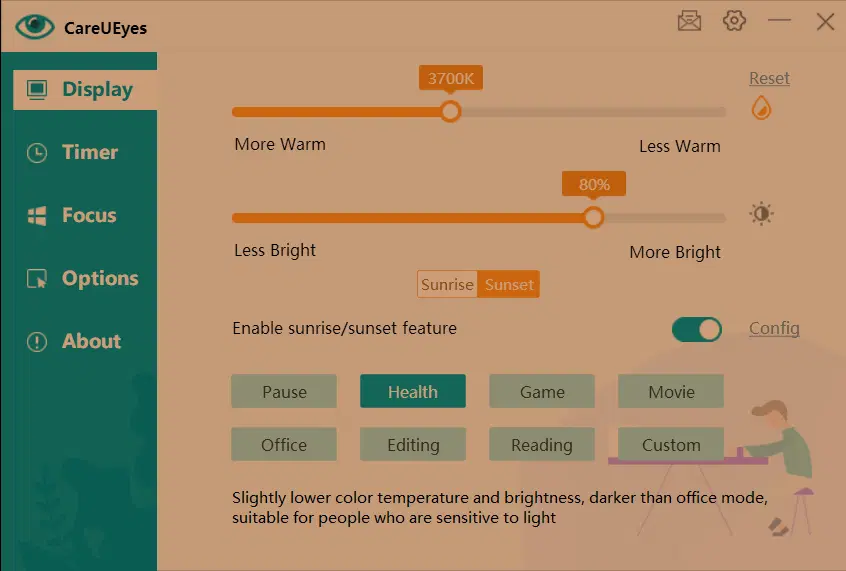 CareUEyes
Display
Timer
Focus
Options
About
3700K
Reset
More Warm
Less Warm
80%
Less Bright
More Bright
Sunrise Sunset
Enable sunrise/sunset feature
Config
Pause Health Game Movie
Office Editing Reading Custom
Slightly lower color temperature and brightness, darker than office mode,
suitable for people who are sensitive to light